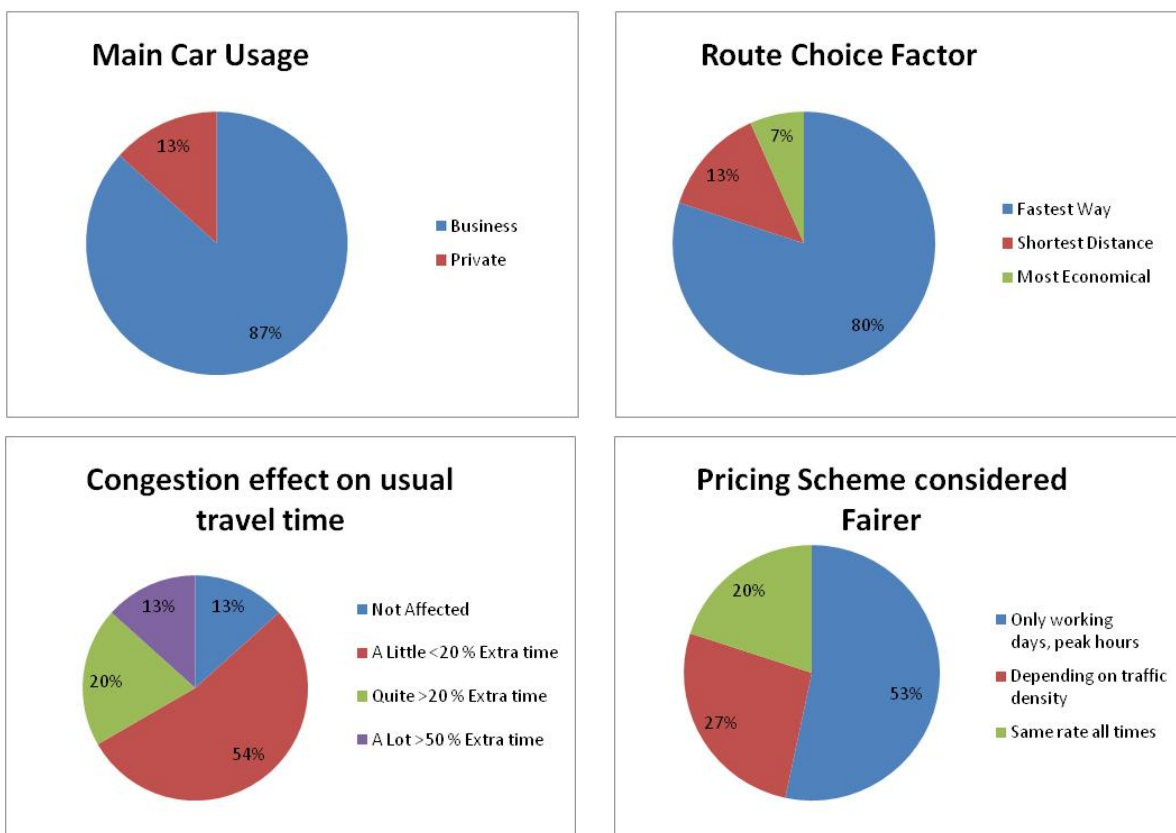 Main Car Usage
13%
87%
Business
Private
Route Choice Factor
7%
13%
80%
Fastest Way
Shortest Distance
Most Economical
Congestion effect on usual
travel time
13%
13%
20%
54%
Not Affected
A Little <20 % Extra time
Quite >20 % Extra time
A Lot >50 % Extra time
Pricing Scheme considered
Fairer
20%
53%
27%
Only working
days, peak hours
Depending on traffic
density
Same rate all times